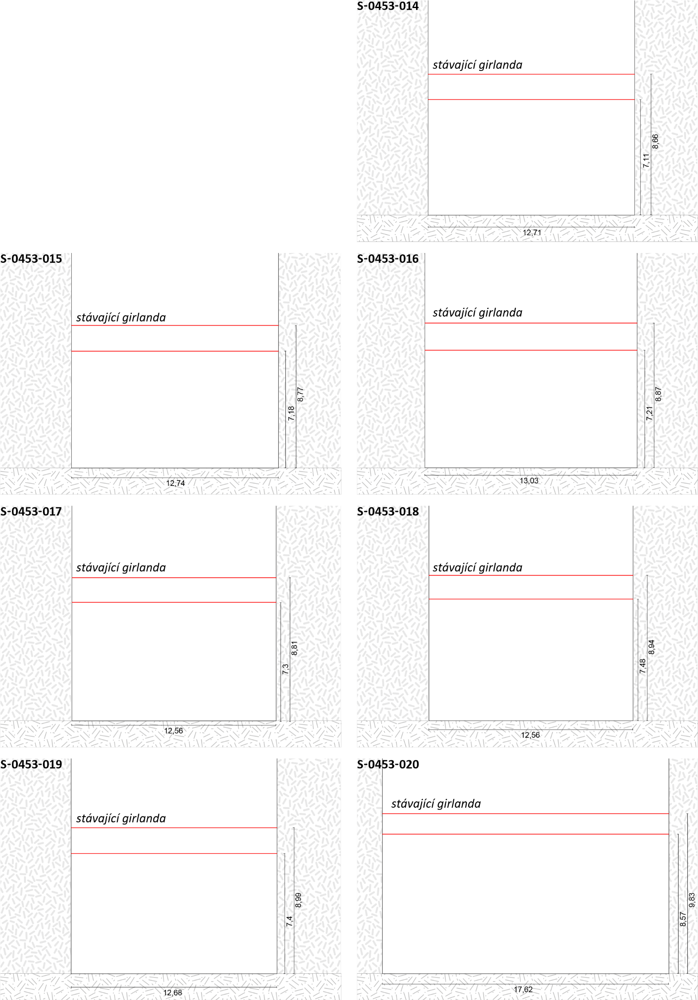 S-0453-014
stávající girlanda
8,66
7,11
12,71
S-0453-015
stávající girlanda
8,77
7,18
12,74
S-0453-016
stávající girlanda
8,87
7,21
13,03
S-0453-017
stávající girlanda
8,81
7,3
12,56
S-0453-018
stávající girlanda
8,94
7,48
12,56
S-0453-019
stávající girlanda
8,99
7,4
12,68
S-0453-020
stávající girlanda
9,83
8,57
17,62